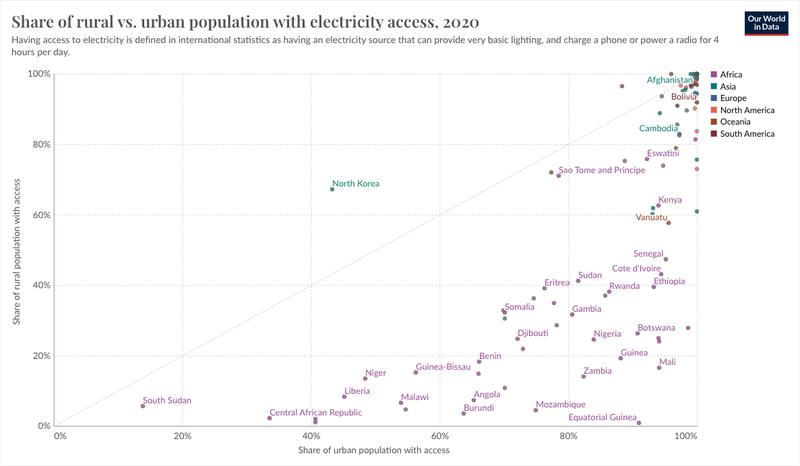 Share of rural vs. urban population with electricity access, 2020
Our World
in Data
Having access to electricity is defined in international statistics as having an electricity source that can provide very basic lighting, and charge a phone or power a radio for 4
hours per day.
100%
80%
60%
40%
20%
0%
Share of rural population with access
0%
20%
40%
60%
80%
100%
Share of urban population with access
Afghanistan
Bolivia
Cambodia
Eswatini
Sao Tome and Principe
North Korea
Kenya
Vanuatu
Senegal
Cote d'Ivoire
Sudan
Ethiopia
Eritrea
Rwanda
Somalia
Gambia
Djibouti
Nigeria
Botswana
Benin
Guinea
Guinea-Bissau
Mali
Niger
Zambia
Liberia
Malawi
Angola
South Sudan
Burundi
Mozambique
Central African Republic
Equatorial Guinea
Africa
Asia
Europe
North America
Oceania
South America